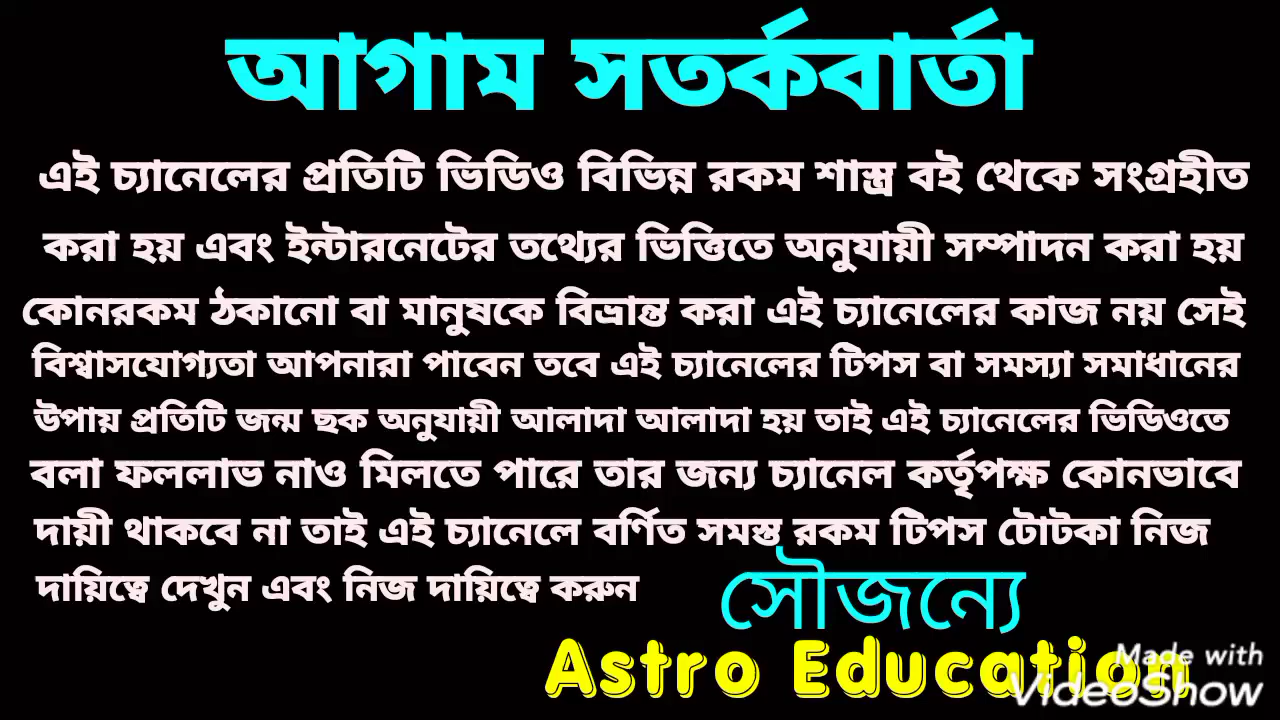 আগাম সতর্কবার্তা
এই চ্যানেলের প্রতিটি ভিডিও বিভিন্ন রকম শাস্ত্র বই থেকে সংগ্রহীত
করা হয় এবং ইন্টারনেটের তথ্যের ভিত্তিতে অনুযায়ী সম্পাদন করা হয়
কোনরকম ঠকানো বা মানুষকে বিভ্রান্ত করা এই চ্যানেলের কাজ নয় সেই
বিশ্বাসযোগ্যতা আপনারা পাবেন তবে এই চ্যানেলের টিপস বা সমস্যা সমাধানের
উপায় প্রতিটি জন্ম ছক অনুযায়ী আলাদা আলাদা হয় তাই এই চ্যানেলের ভিডিওতে
বলা ফললাভ নাও মিলতে পারে তার জন্য চ্যানেল কর্তৃপক্ষ কোনভাবে
দায়ী থাকবে না তাই এই চ্যানেলে বর্ণিত সমস্ত রকম টিপস টোটকা নিজ
দায়িত্বে দেখুন এবং নিজ দায়িত্বে করুন
সৌজন্যে
Astro Education
Made with
VideoShow